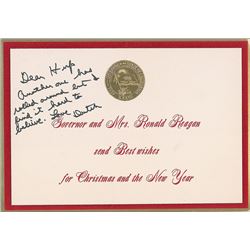 Dear Hup
Another one has
rolled around but I
find it hard to
believe. Love Dutch
Governor and Mrs. Ronald Reagan
send Best wishes
for Christmas and the New Year